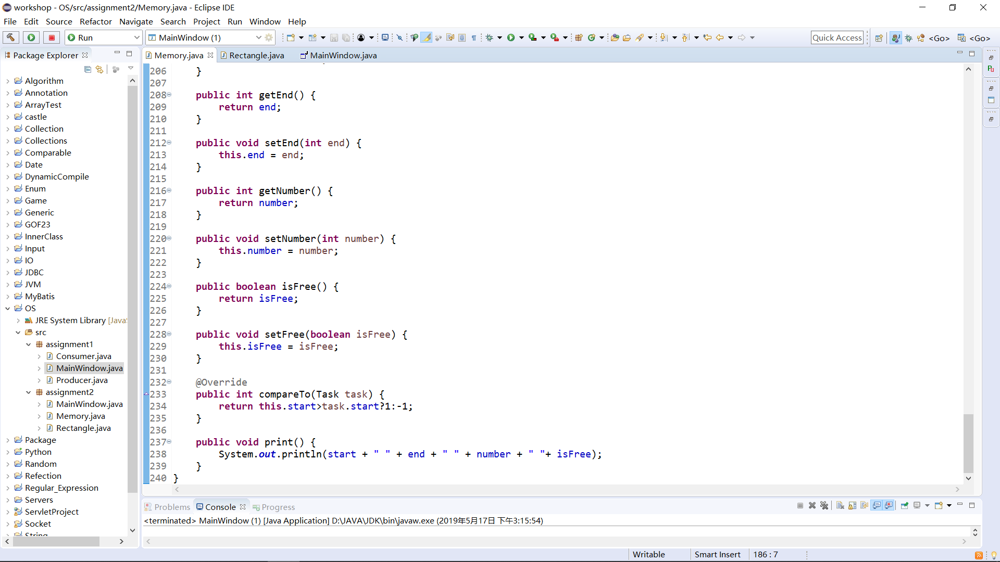 workshop - OS/src/assignment2/Memory.java - Eclipse IDE
File Edit Source Refactor Navigate Search Project Run Window Help
Run MainWindow (1) Quick Access <Go> <Go>
Package Explorer
Algorithm
Annotation
ArrayTest
castle
Collection
Collections
Comparable
Date
DynamicCompile
Enum
Game
Generic
GOF23
InnerClass
Input
IO
JDBC
JVM
MyBatis
OS
JRE System Library [JavaS
src
assignment1
Consumer.java
MainWindow.java
Producer.java
assignment2
MainWindow.java
Memory.java
Rectangle.java
Package
Python
Random
Refection
Regular_Expression
Servers
ServletProject
Socket
String
Memory.java Rectangle.java MainWindow.java
206     }
207
208     public int getEnd() {
209         return end;
210     }
211
212     public void setEnd(int end) {
213         this.end = end;
214     }
215
216     public int getNumber() {
217         return number;
218     }
219
220     public void setNumber(int number) {
221         this.number = number;
222     }
223
224     public boolean isFree() {
225         return isFree;
226     }
227
228     public void setFree(boolean isFree) {
229         this.isFree = isFree;
230     }
231
232     @Override
233     public int compareTo(Task task) {
234         return this.start>task.start?1:-1;
235     }
236
237     public void print() {
238         System.out.println(start + " " + end + " " + number + " "+ isFree);
239     }
240 }
Problems Console Progress
<terminated> MainWindow (1) [Java Application] D:\JAVA\JDK\bin\javaw.exe (2019年5月17日 下午3:15:54)
Writable Smart Insert 186 : 7